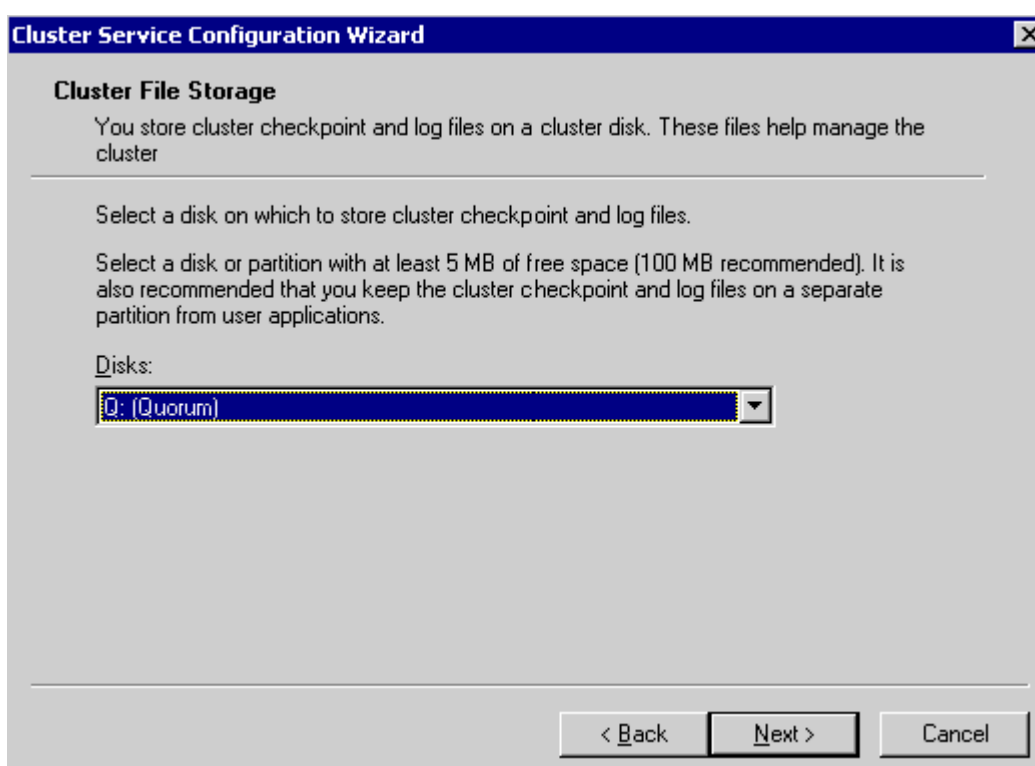 Cluster Service Configuration Wizard
Cluster File Storage
You store cluster checkpoint and log files on a cluster disk. These files help manage the
cluster
Select a disk on which to store cluster checkpoint and log files.
Select a disk or partition with at least 5 MB of free space (100 MB recommended). It is
also recommended that you keep the cluster checkpoint and log files on a separate
partition from user applications.
Disks:
Q: (Quorum)
< Back Next > Cancel